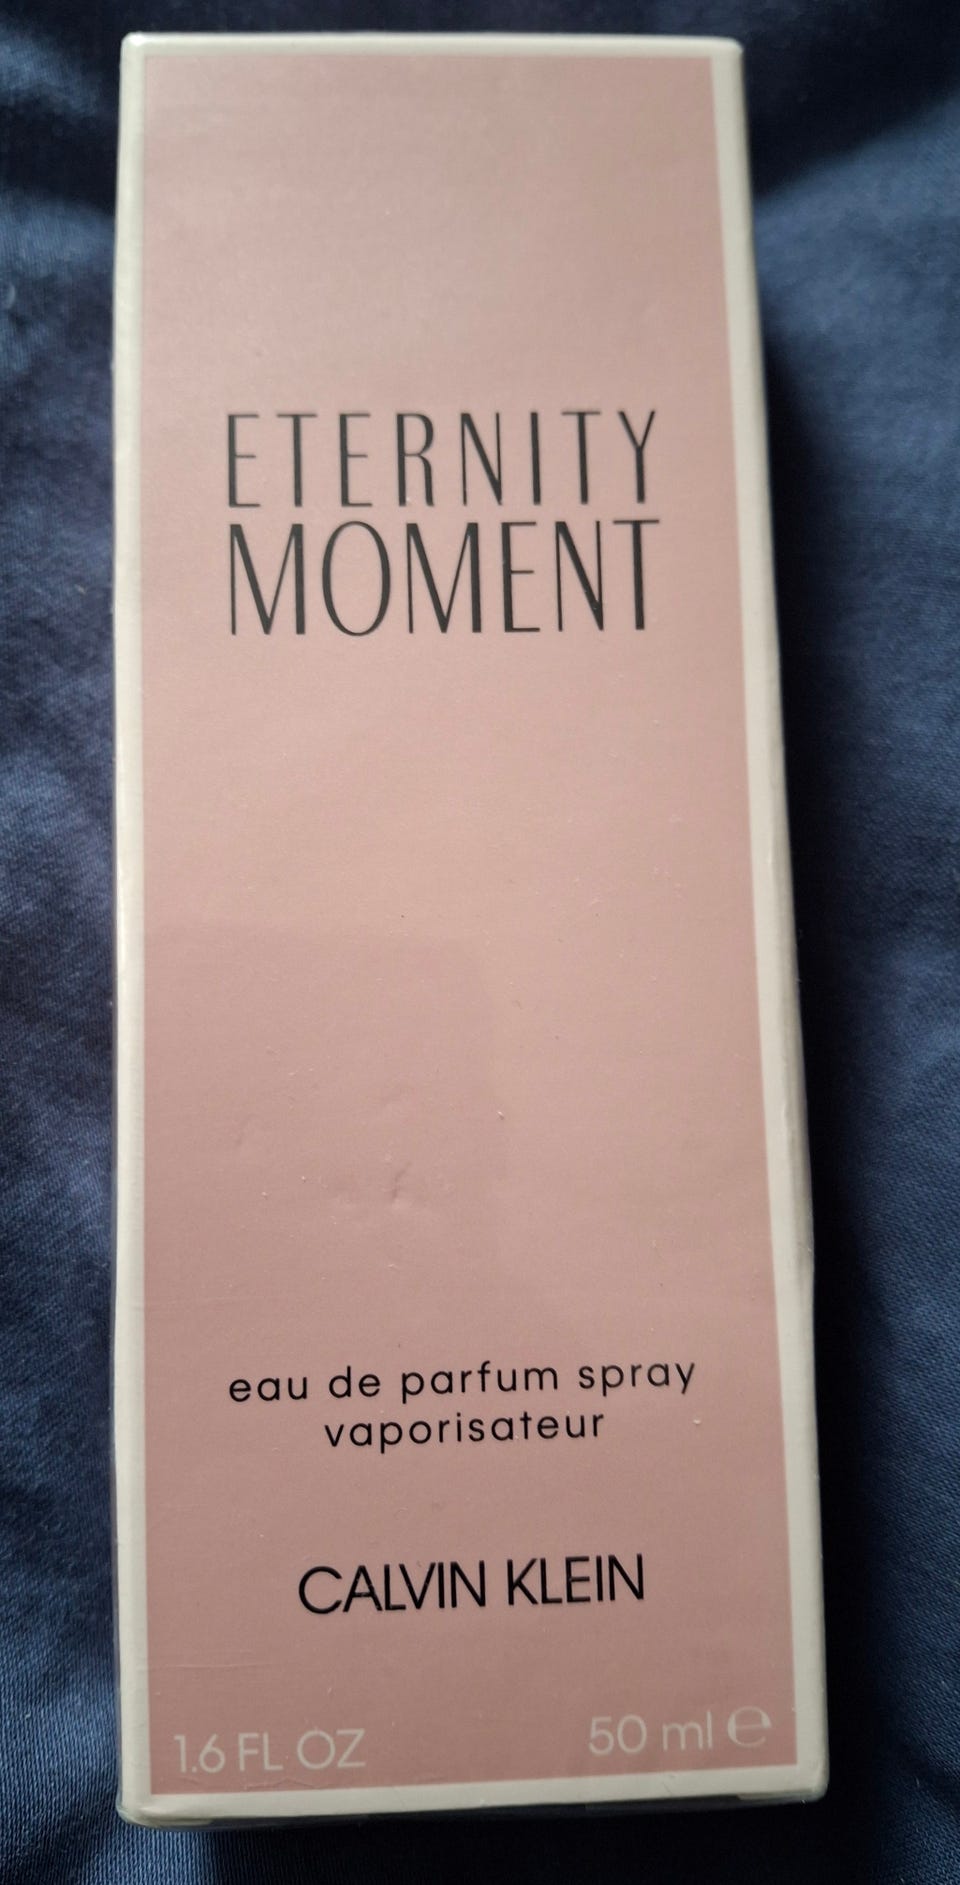 ETERNITY
MOMENT
eau de parfum spray
vaporisateur
CALVIN KLEIN
1.6 FL OZ
50 ml ℮